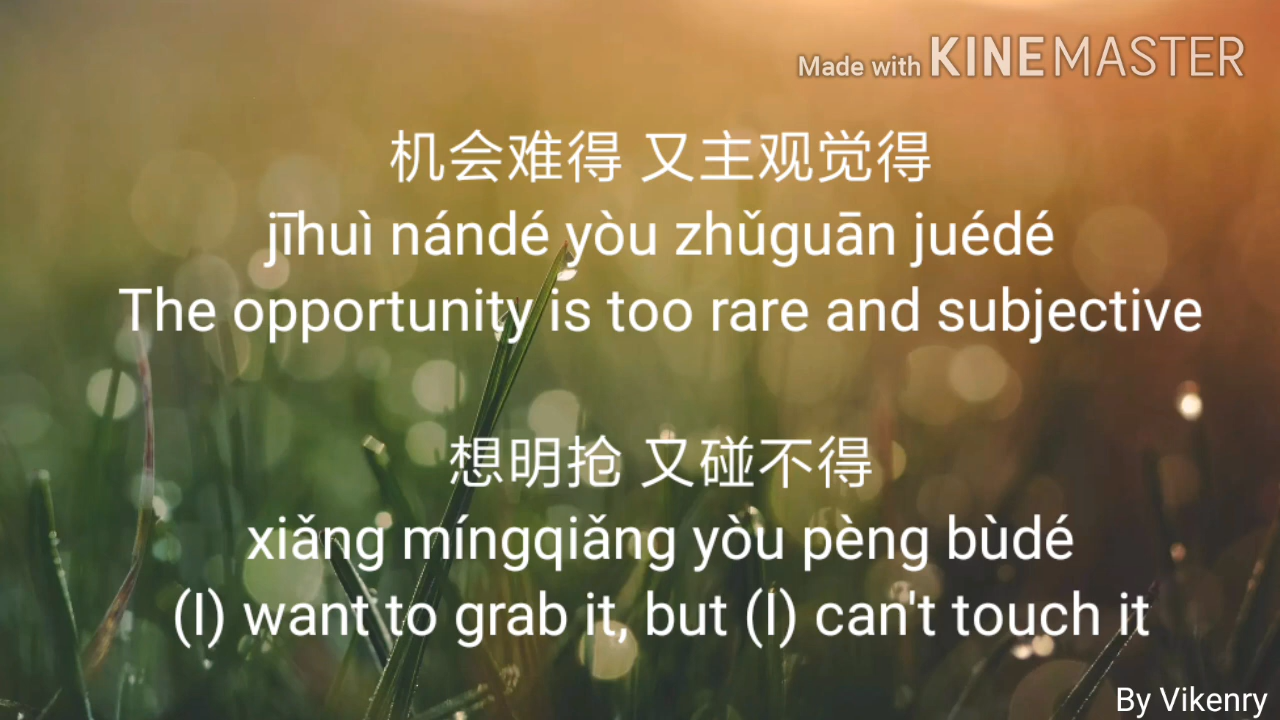 Made with KINEMASTER
机会难得 又主观觉得
jīhuì nándé yòu zhǔguān juédé
The opportunity is too rare and subjective
想明抢 又碰不得
xiǎng míngqiǎng yòu pèng bùdé
(I) want to grab it, but (I) can't touch it
By Vikenry